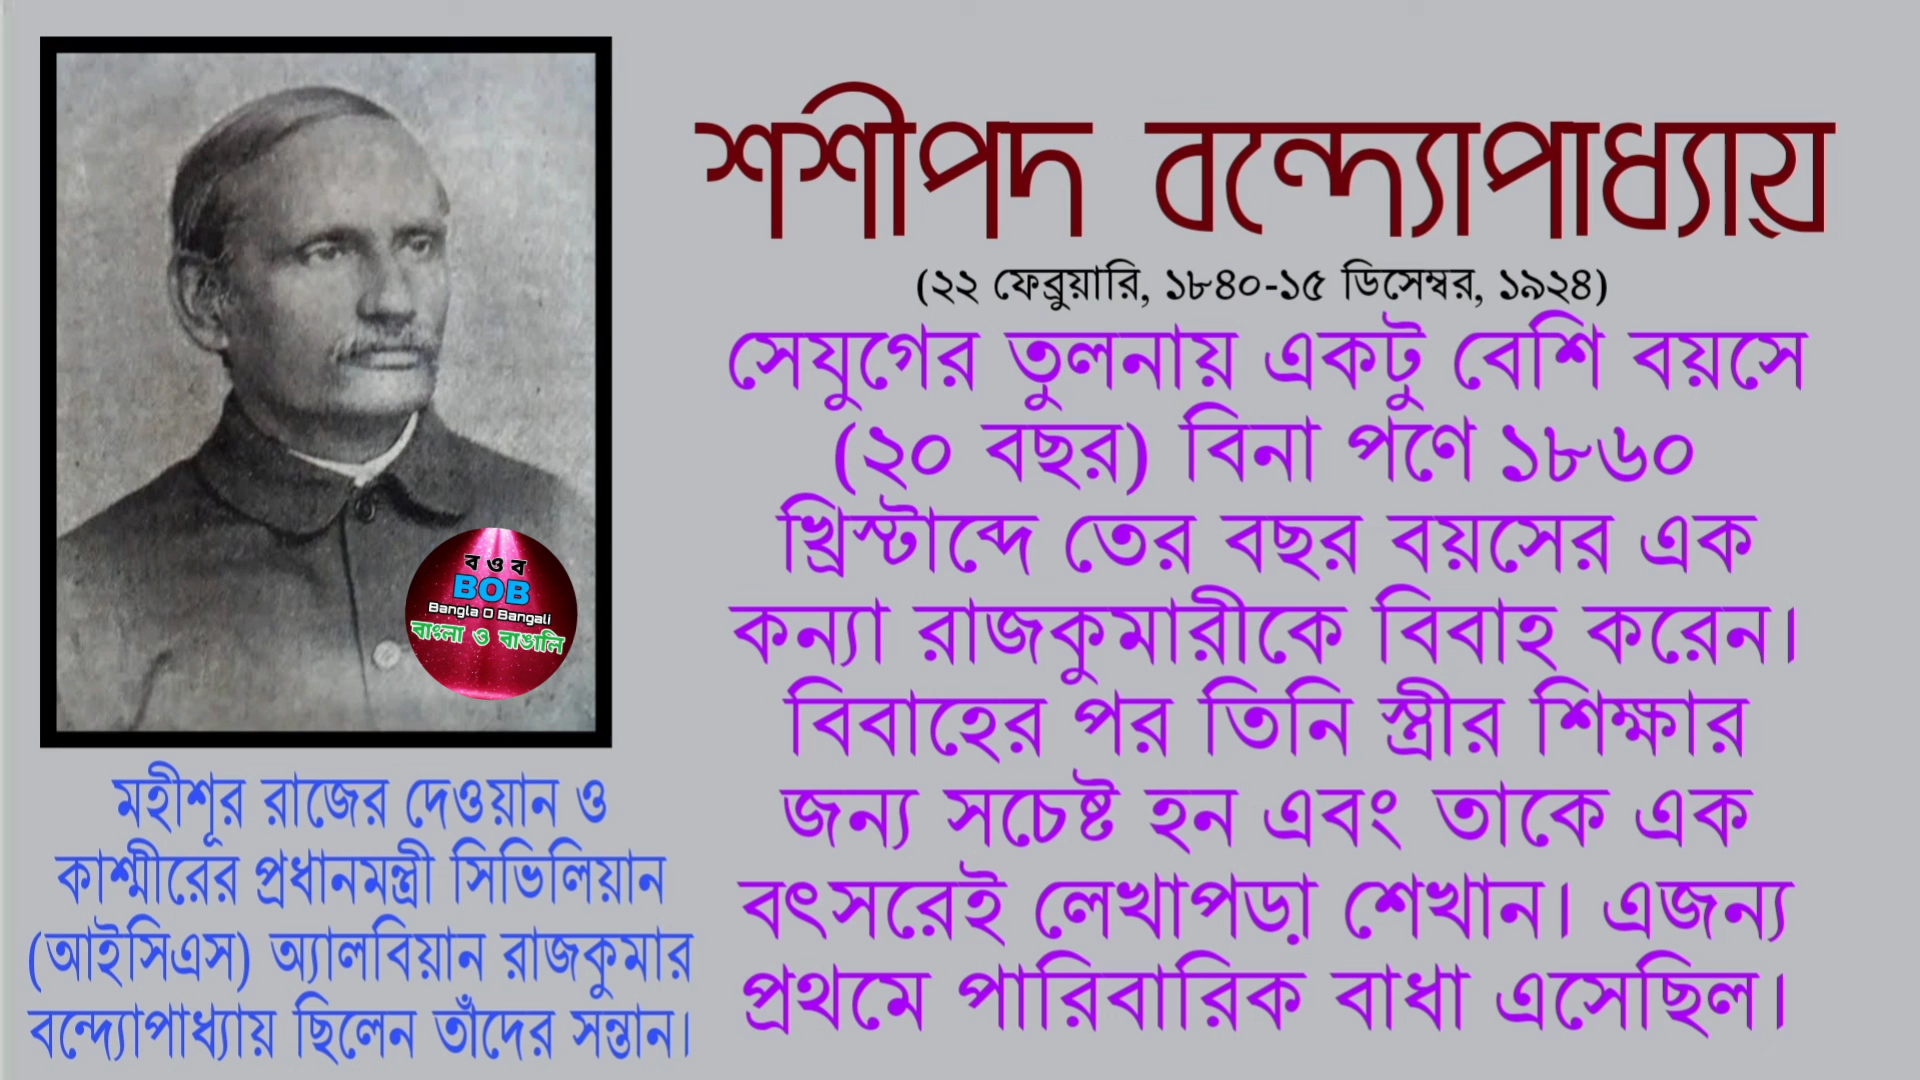 শশীপদ বন্দ্যোপাধ্যায়
(২২ ফেব্রুয়ারি, ১৮৪০-১৫ ডিসেম্বর, ১৯২৪)
সেযুগের তুলনায় একটু বেশি বয়সে
(২০ বছর) বিনা পণে ১৮৬০
খ্রিস্টাব্দে তের বছর বয়সের এক
কন্যা রাজকুমারীকে বিবাহ করেন।
বিবাহের পর তিনি স্ত্রীর শিক্ষার
জন্য সচেষ্ট হন এবং তাকে এক
বৎসরেই লেখাপড়া শেখান। এজন্য
প্রথমে পারিবারিক বাধা এসেছিল।
ব ও ব
BOB
Bangla O Bangali
বাংলা ও বাঙালি
মহীশূর রাজের দেওয়ান ও
কাশ্মীরের প্রধানমন্ত্রী সিভিলিয়ান
(আইসিএস) অ্যালবিয়ান রাজকুমার
বন্দ্যোপাধ্যায় ছিলেন তাঁদের সন্তান।